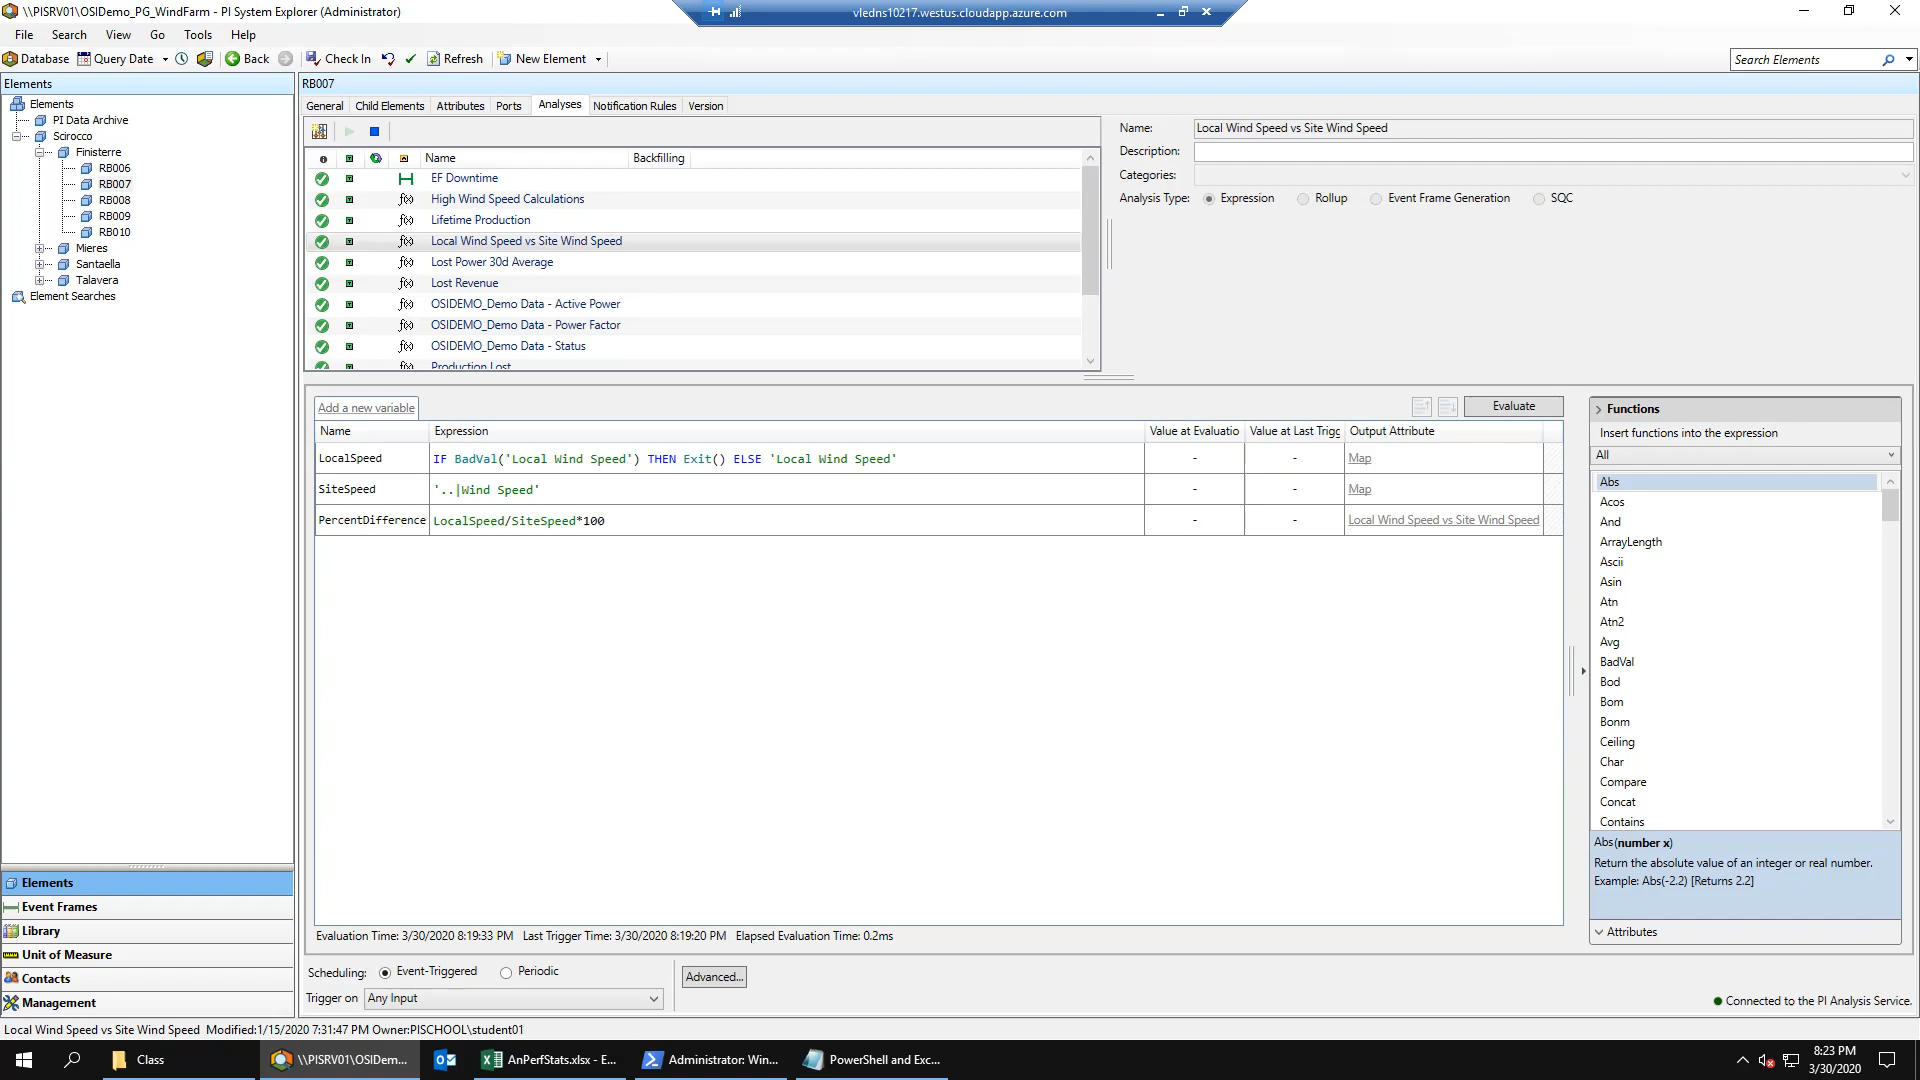 \\PISRV01\OSIDemo_PG_WindFarm - PI System Explorer (Administrator)
vledns10217.westus.cloudapp.azure.com
File Search View Go Tools Help
Database Query Date Back Check In Refresh New Element
Search Elements
Elements
RB007
Elements
PI Data Archive
Scirocco
Finisterre
RB006
RB007
RB008
RB009
RB010
Mieres
Santaella
Talavera
Element Searches
General Child Elements Attributes Ports Analyses Notification Rules Version
Name Backfilling
EF Downtime
High Wind Speed Calculations
Lifetime Production
Local Wind Speed vs Site Wind Speed
Lost Power 30d Average
Lost Revenue
OSIDEMO_Demo Data - Active Power
OSIDEMO_Demo Data - Power Factor
OSIDEMO_Demo Data - Status
Production Lost
Name: Local Wind Speed vs Site Wind Speed
Description:
Categories:
Analysis Type: Expression Rollup Event Frame Generation SQC
Add a new variable
Evaluate
Name Expression Value at Evaluatio Value at Last Trigg Output Attribute
LocalSpeed IF BadVal('Local Wind Speed') THEN Exit() ELSE 'Local Wind Speed' - - Map
SiteSpeed '..|Wind Speed' - - Map
PercentDifference LocalSpeed/SiteSpeed*100 - - Local Wind Speed vs Site Wind Speed
Functions
Insert functions into the expression
All
Abs
Acos
And
ArrayLength
Ascii
Asin
Atn
Atn2
Avg
BadVal
Bod
Bom
Bonm
Ceiling
Char
Compare
Concat
Contains
Abs(number x)
Return the absolute value of an integer or real number.
Example: Abs(-2.2) [Returns 2.2]
Attributes
Evaluation Time: 3/30/2020 8:19:33 PM Last Trigger Time: 3/30/2020 8:19:20 PM Elapsed Evaluation Time: 0.2ms
Scheduling: Event-Triggered Periodic
Trigger on Any Input
Advanced...
Connected to the PI Analysis Service.
Elements
Event Frames
Library
Unit of Measure
Contacts
Management
Local Wind Speed vs Site Wind Speed Modified:1/15/2020 7:31:47 PM Owner:PISCHOOL\student01
Class
\\PISRV01\OSIDem...
AnPerfStats.xlsx - E...
Administrator: Win...
PowerShell and Exc...
8:23 PM
3/30/2020